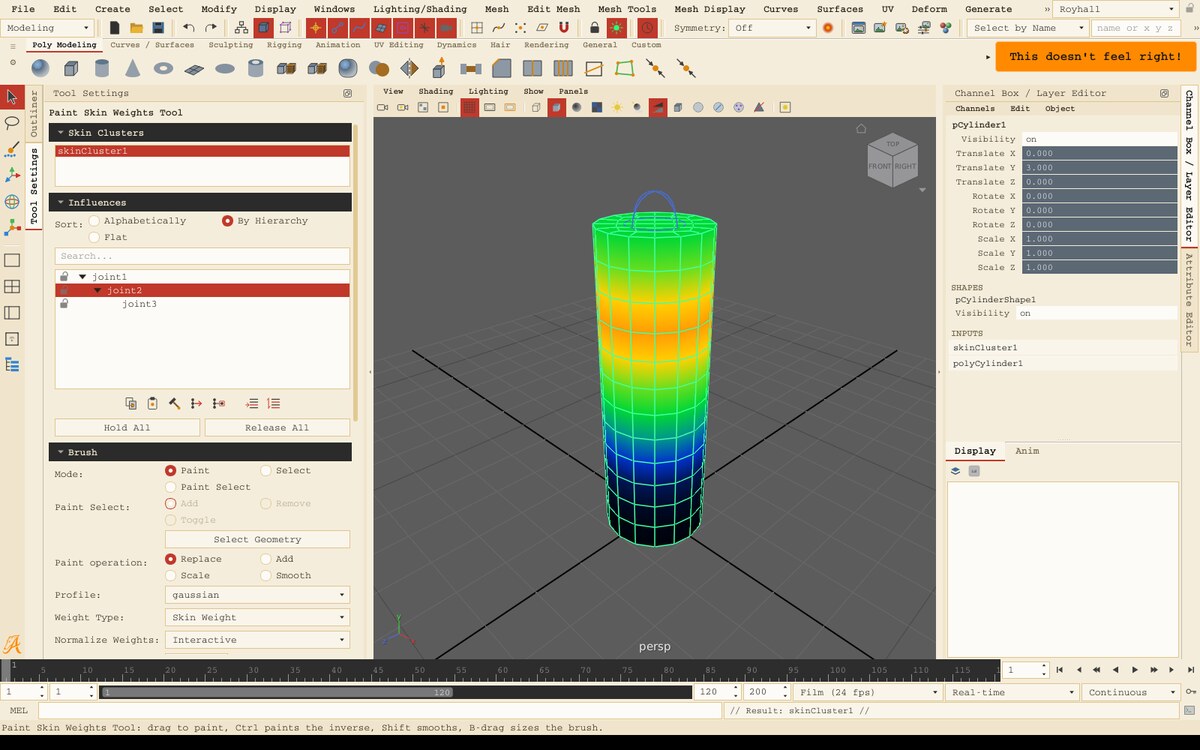 File Edit Create Select Modify Display Windows Lighting/Shading Mesh Edit Mesh Mesh Tools Mesh Display Curves Surfaces UV Deform Generate Royhall
Modeling Symmetry: Off Select by Name name or x y z
Poly Modeling Curves / Surfaces Sculpting Rigging Animation UV Editing Dynamics Hair Rendering General Custom
This doesn't feel right!
Tool Settings
Paint Skin Weights Tool
Skin Clusters
skinCluster1
Influences
Sort: Alphabetically By Hierarchy
Flat
Search...
joint1
joint2
joint3
Hold All Release All
Brush
Mode: Paint Select
Paint Select
Paint Select: Add Remove
Toggle
Select Geometry
Paint operation: Replace Add
Scale Smooth
Profile: gaussian
Weight Type: Skin Weight
Normalize Weights: Interactive
Outliner
Tool Settings
View Shading Lighting Show Panels
TOP
FRONT RIGHT
persp
Channel Box / Layer Editor
Channels Edit Object
pCylinder1
Visibility on
Translate X 0.000
Translate Y 3.000
Translate Z 0.000
Rotate X 0.000
Rotate Y 0.000
Rotate Z 0.000
Scale X 1.000
Scale Y 1.000
Scale Z 1.000
SHAPES
pCylinderShape1
Visibility on
INPUTS
skinCluster1
polyCylinder1
Display Anim
Channel Box / Layer Editor
Attribute Editor
1 5 10 15 20 25 30 35 40 45 50 55 60 65 70 75 80 85 90 95 100 105 110 115 1
1
1 1 1 120 120 200 Film (24 fps) Real-time Continuous
MEL // Result: skinCluster1 //
Paint Skin Weights Tool: drag to paint, Ctrl paints the inverse, Shift smooths, B-drag sizes the brush.